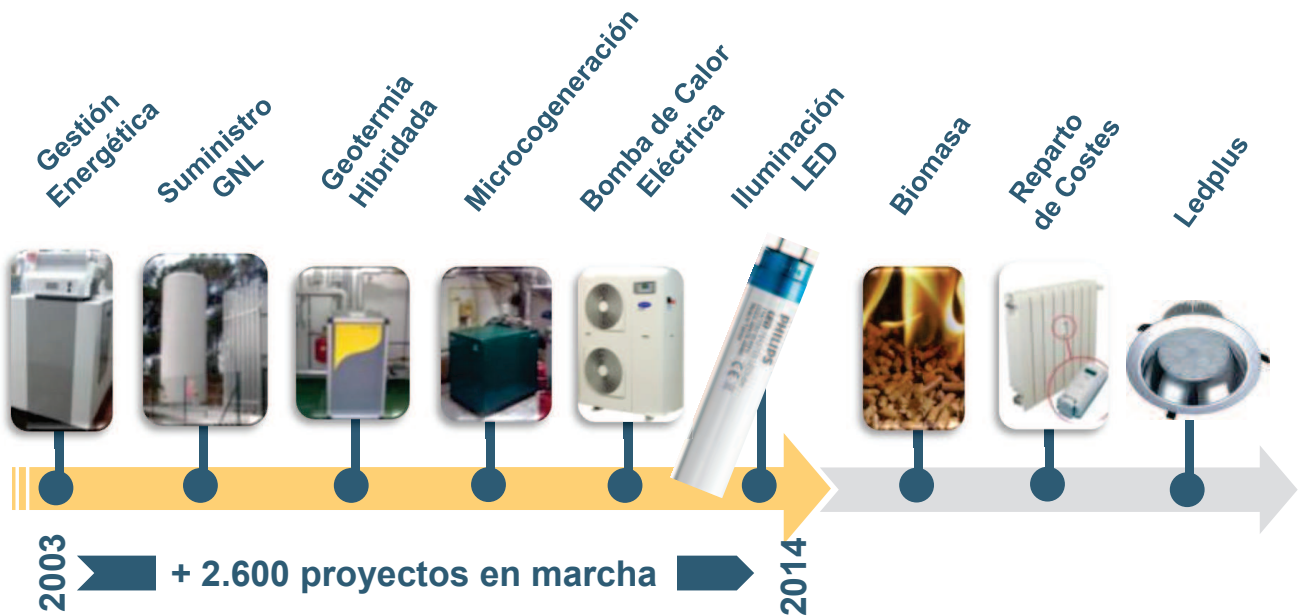 Gestión
Energética
Suministro
GNL
Geotermia
Hibridada
Microcogeneración
Bomba de Calor
Eléctrica
Iluminación
LED
Biomasa
Reparto
de Costes
Ledplus
PHILIPS
2003
+ 2.600 proyectos en marcha
2014